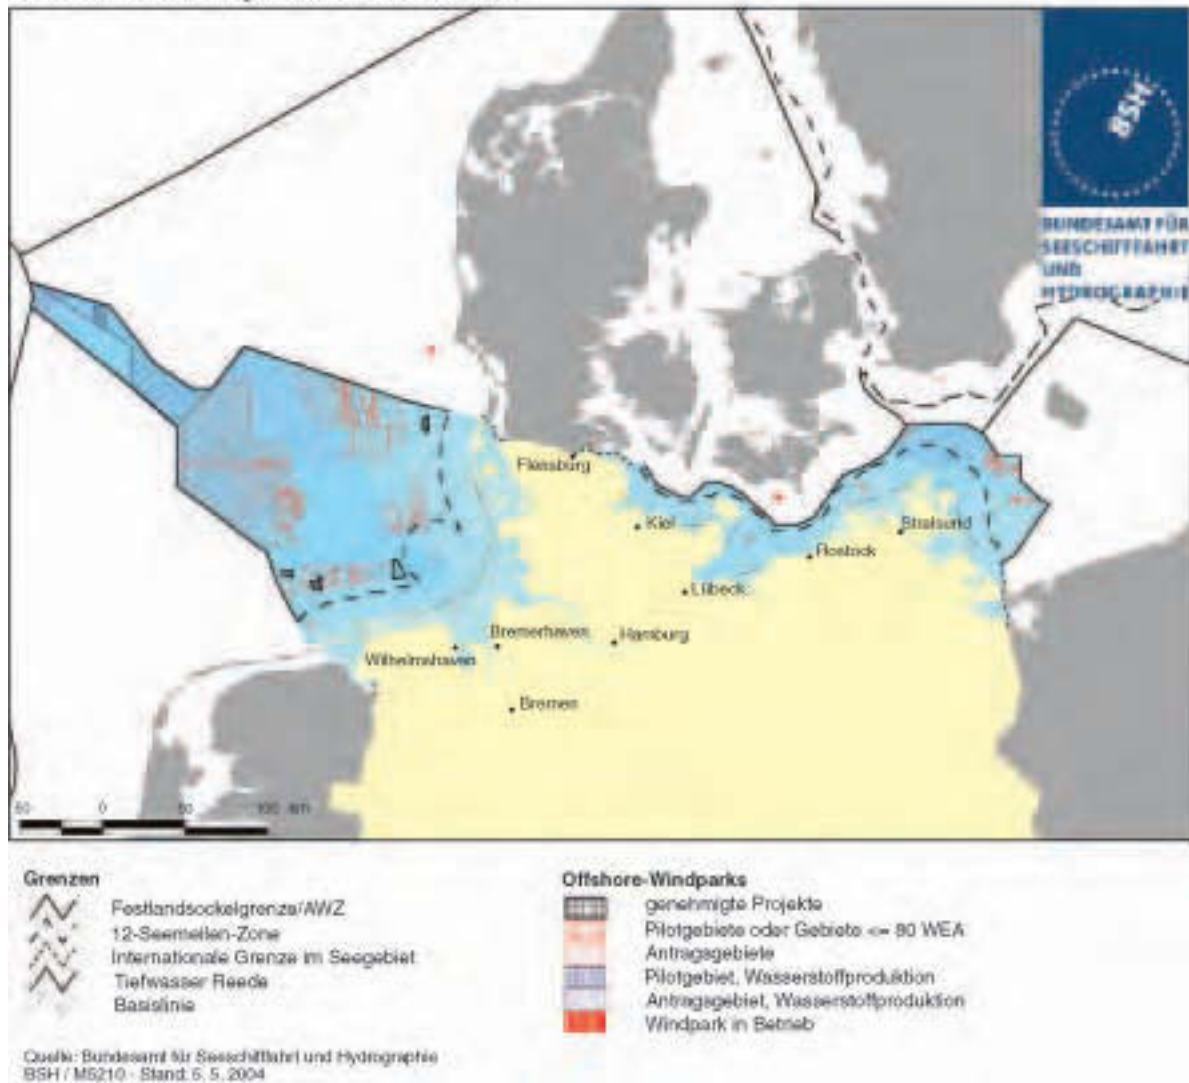 BSH
BUNDESAMT FÜR
SEESCHIFFFAHRT
UND
HYDROGRAPHIE
Flensburg
Kiel
Stralsund
Rostock
Lübeck
Bremerhaven
Hamburg
Wilhelmshaven
Bremen
50 0 50 100 km
Grenzen
Festlandsockelgrenze/AWZ
12-Seemeilen-Zone
Internationale Grenze im Seegebiet
Tiefwasser Reede
Basislinie
Offshore-Windparks
genehmigte Projekte
Pilotgebiete oder Gebiete <= 80 WEA
Antragsgebiete
Pilotgebiet, Wasserstoffproduktion
Antragsgebiet, Wasserstoffproduktion
Windpark in Betrieb
Quelle: Bundesamt für Seeschifffahrt und Hydrographie
BSH / M5210 - Stand: 5. 5. 2004